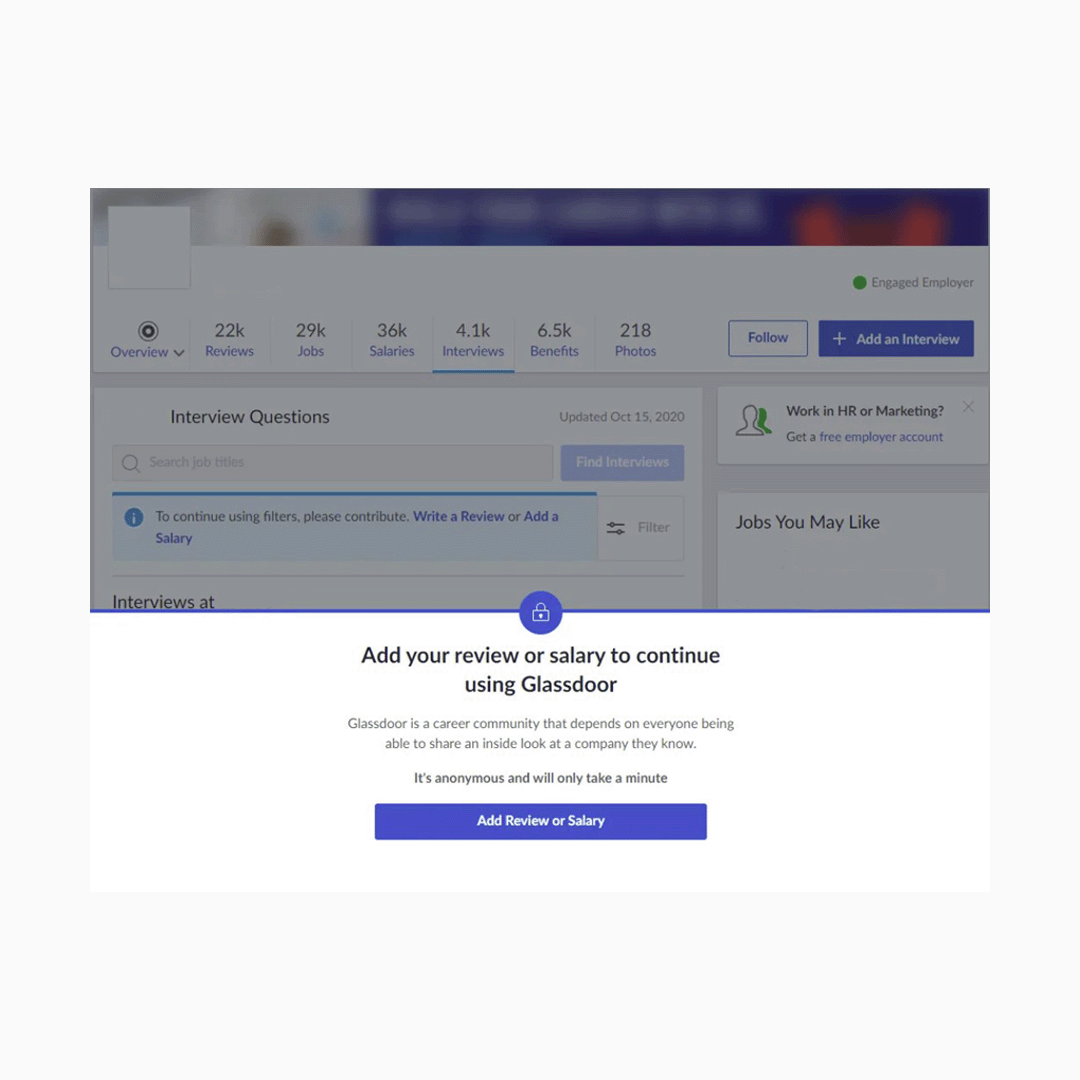 Engaged Employer
Overview
22k
Reviews
29k
Jobs
36k
Salaries
4.1k
Interviews
6.5k
Benefits
218
Photos
Follow
+ Add an Interview
Interview Questions
Updated Oct 15, 2020
Search job titles
Find Interviews
To continue using filters, please contribute. Write a Review or Add a
Salary
Filter
Interviews at
Work in HR or Marketing?
Get a free employer account
Jobs You May Like
Add your review or salary to continue
using Glassdoor
Glassdoor is a career community that depends on everyone being
able to share an inside look at a company they know.
It's anonymous and will only take a minute
Add Review or Salary